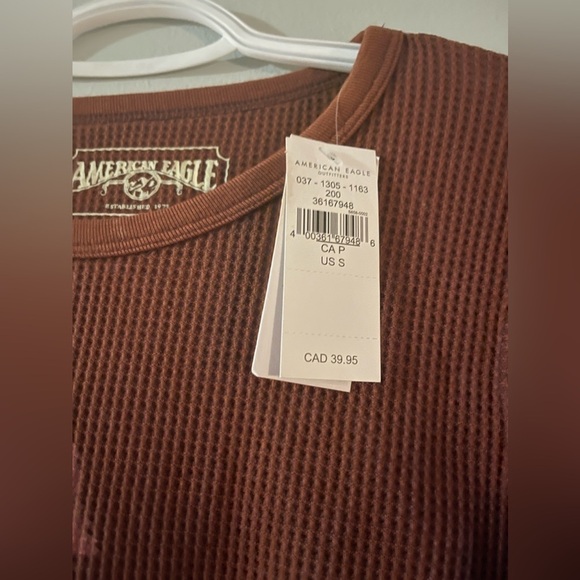 AMERICAN EAGLE
ESTABLISHED 1977
AMERICAN EAGLE
OUTFITTERS
037 - 1305 - 1163
200
36167948
4 00361 67948 6
CA P
US S
CAD 39.95